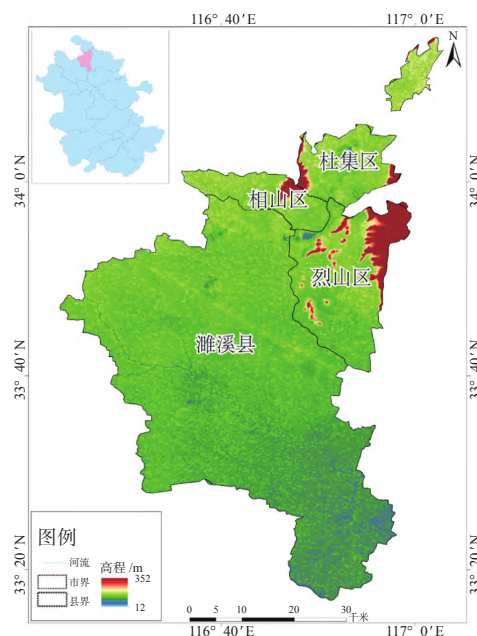 116°40′E 117°0′E
N
34°0′N 34°0′N
杜集区
相山区
烈山区
濉溪县
33°40′N 33°40′N
图例
河流 高程/m
市界 352
县界 12
33°20′N 33°20′N
0 5 10 20 30
千米
116°40′E 117°0′E